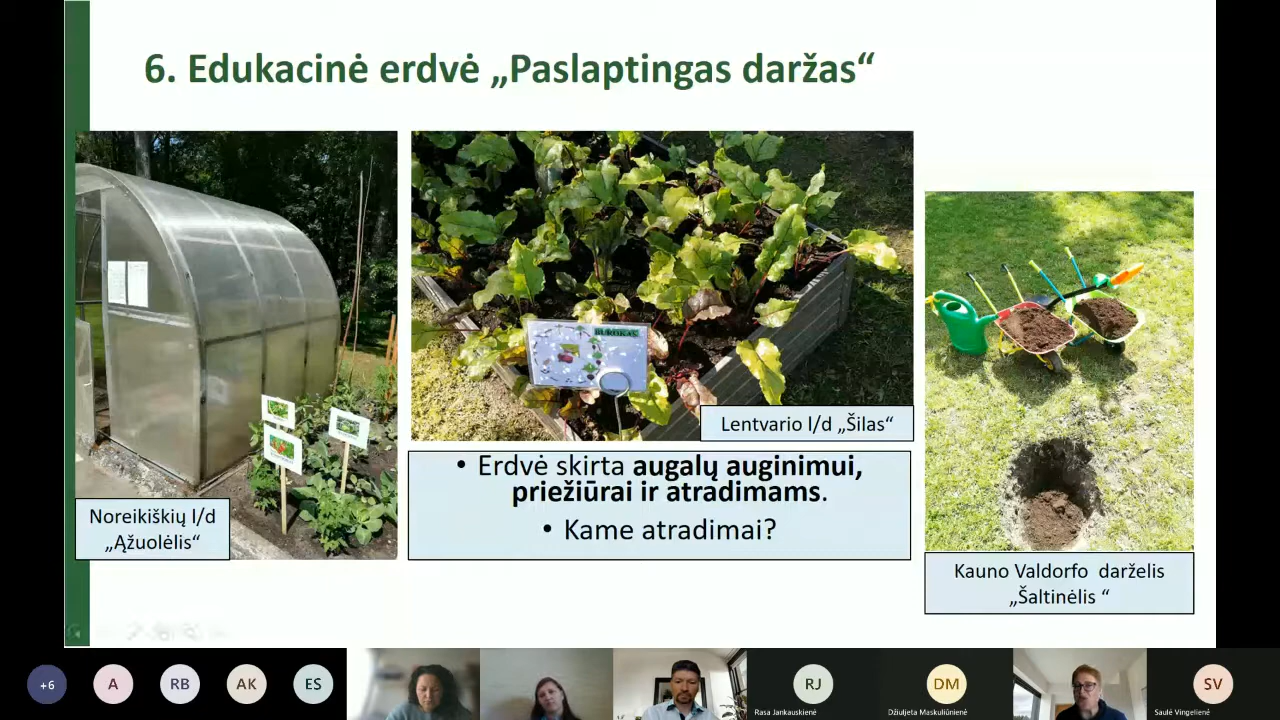 6. Edukacinė erdvė „Paslaptingas daržas“
BUROKAS
Lentvario l/d „Šilas“
• Erdvė skirta augalų auginimui,
priežiūrai ir atradimams.
• Kame atradimai?
Noreikiškių l/d
„Ąžuolėlis“
Kauno Valdorfo darželis
„Šaltinėlis “
+6
A
RB
AK
ES
RJ
Rasa Jankauskienė
DM
Džiuljeta Maskuliūnienė
SV
Saulė Vingelienė